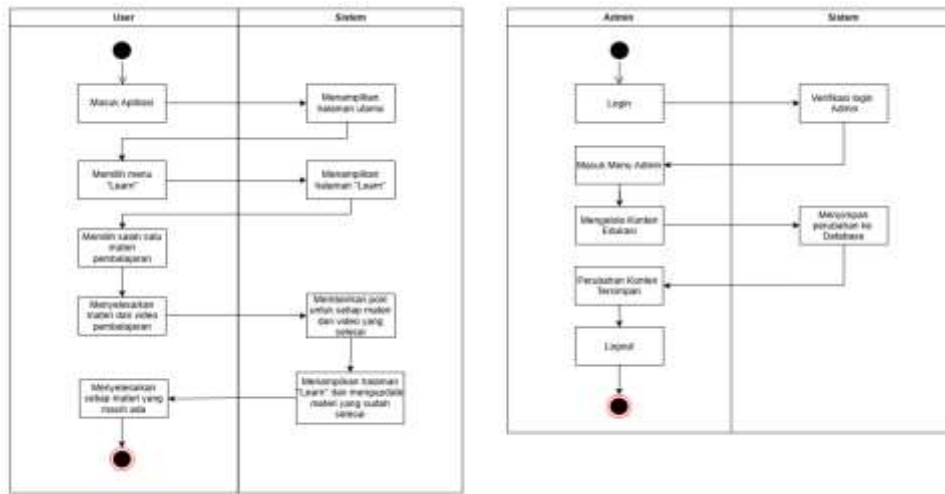 User
Sistem
Masuk Aplikasi
Menampilkan
halaman utama
Memilih menu
"Learn"
Menampilkan
halaman "Learn"
Memilih salah satu
materi
pembelajaran
Menyelesaikan
materi dan video
pembelajaran
Memberikan poin
untuk setiap materi
dan video yang
selesai
Menampilkan halaman
"Learn" dan mengupdate
materi yang sudah
selesai
Menyelesaikan
setiap materi yang
masih ada
Admin
Sistem
Login
Verifikasi login
Admin
Masuk Menu Admin
Mengelola Konten
Edukasi
Menyimpan
perubahan ke
Database
Perubahan Konten
Tersimpan
Logout